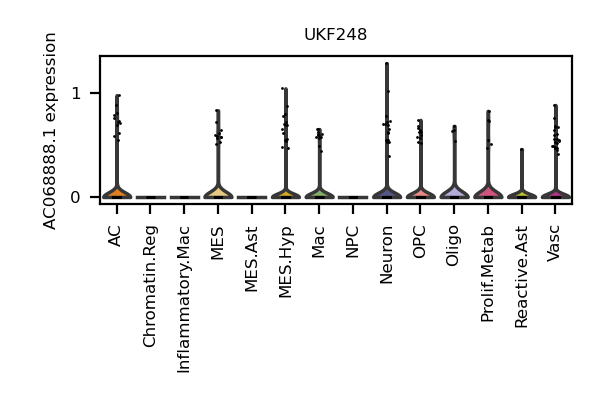 UKF248
AC068888.1 expression
1
0
AC
Chromatin.Reg
Inflammatory.Mac
MES
MES.Ast
MES.Hyp
Mac
NPC
Neuron
OPC
Oligo
Prolif.Metab
Reactive.Ast
Vasc